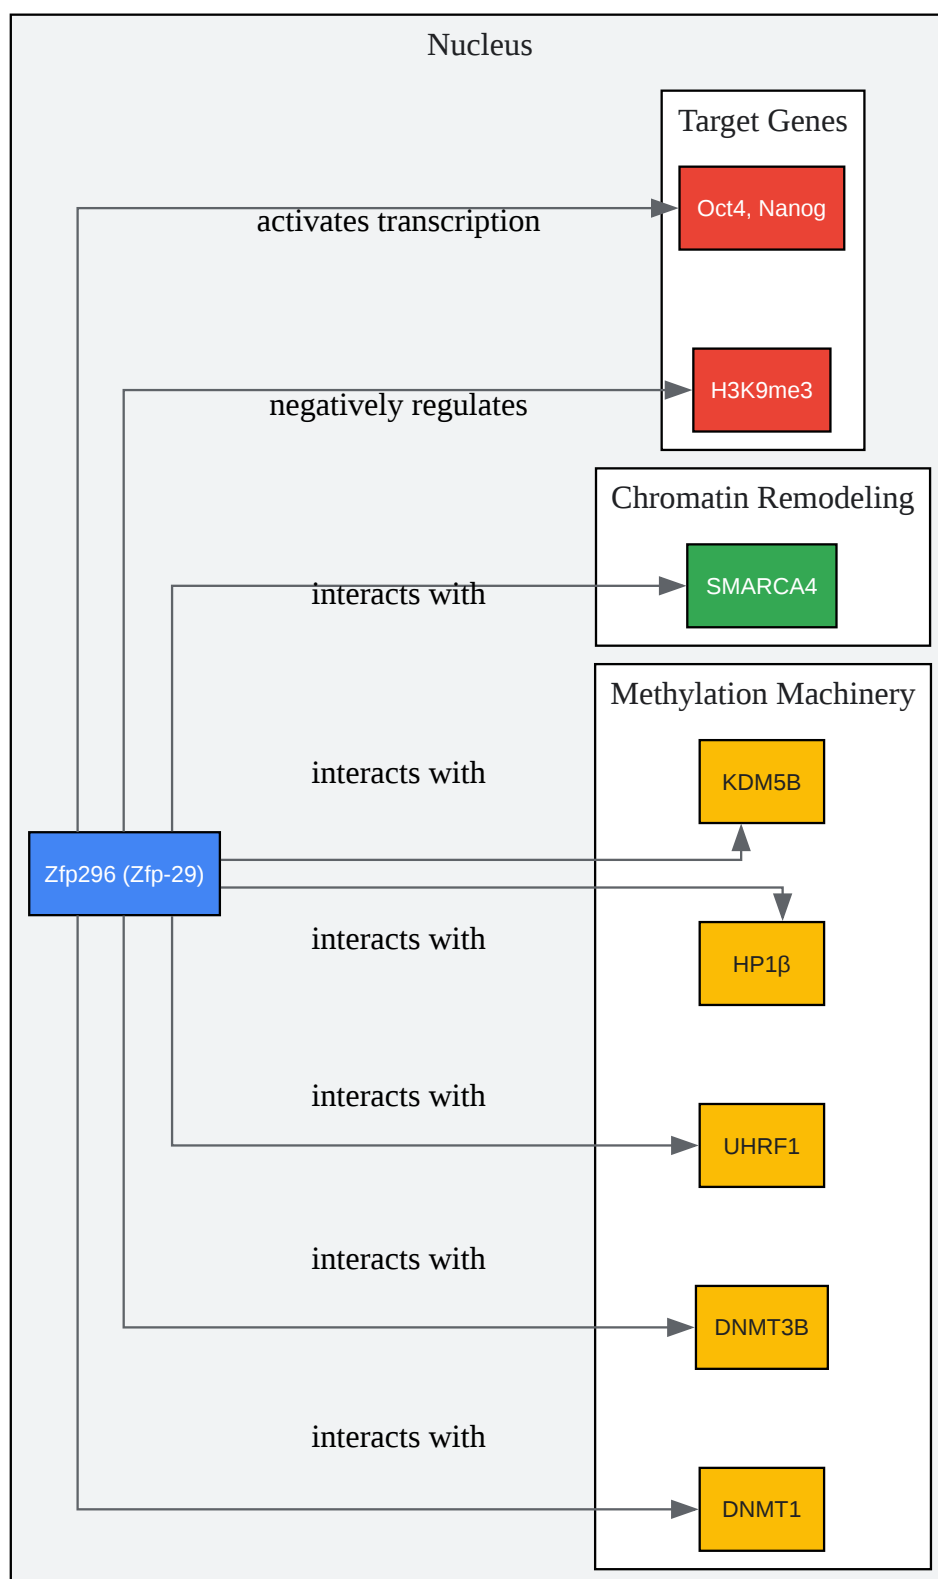 Nucleus
Target Genes
Oct4, Nanog
activates transcription
H3K9me3
negatively regulates
Chromatin Remodeling
SMARCA4
interacts with
Methylation Machinery
interacts with
KDM5B
Zfp296 (Zfp-29)
interacts with
HP1β
interacts with
UHRF1
interacts with
DNMT3B
interacts with
DNMT1